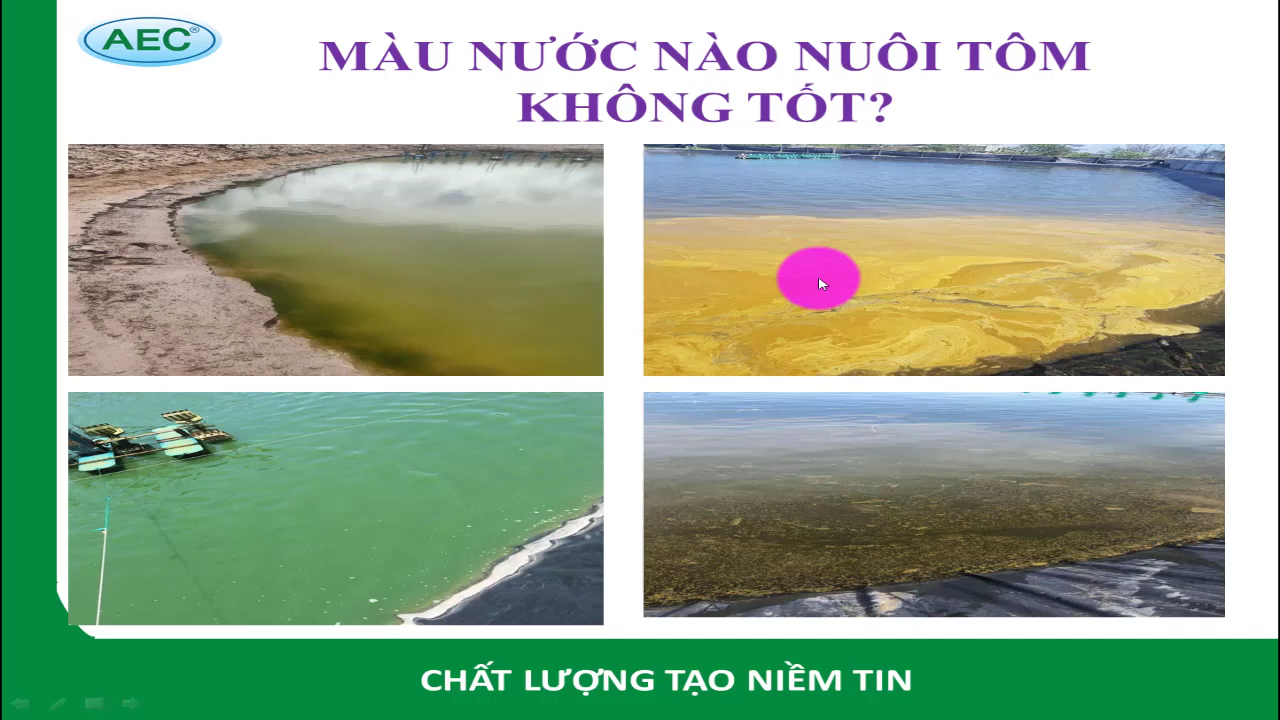 AEC®
MÀU NƯỚC NÀO NUÔI TÔM
KHÔNG TỐT?
CHẤT LƯỢNG TẠO NIỀM TIN